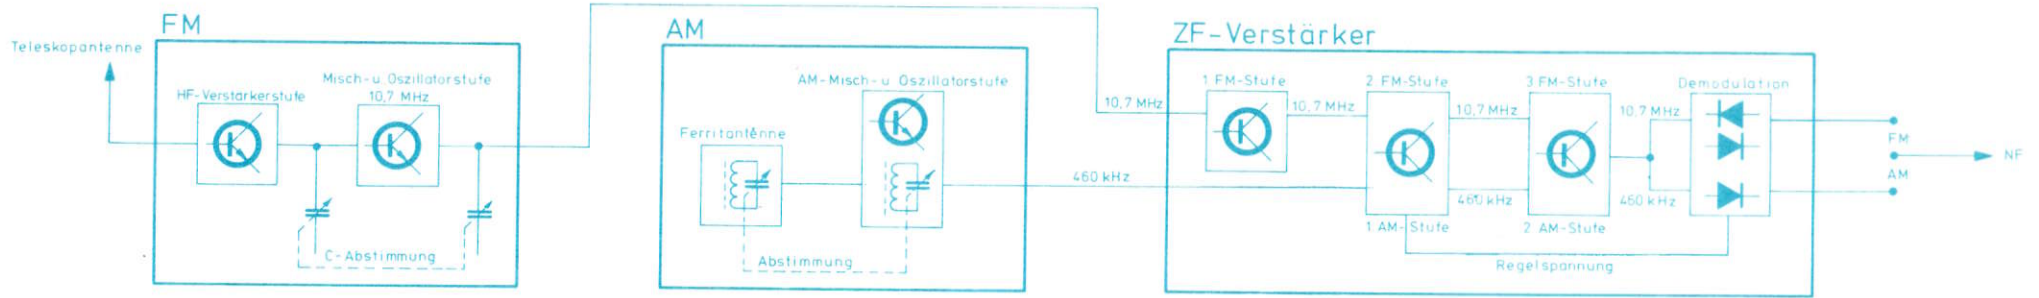 FM
Teleskopantenne
HF-Verstärkerstufe
Misch-u. Oszillatorstufe
10,7 MHz
C-Abstimmung
AM
AM-Misch-u. Oszillatorstufe
Ferritantenne
Abstimmung
460 kHz
10,7 MHz
ZF-Verstärker
1. FM-Stufe
10,7 MHz
2. FM-Stufe
1. AM-Stufe
10,7 MHz
460 kHz
3. FM-Stufe
2. AM-Stufe
10,7 MHz
460 kHz
Demodulation
Regelspannung
FM
AM
NF